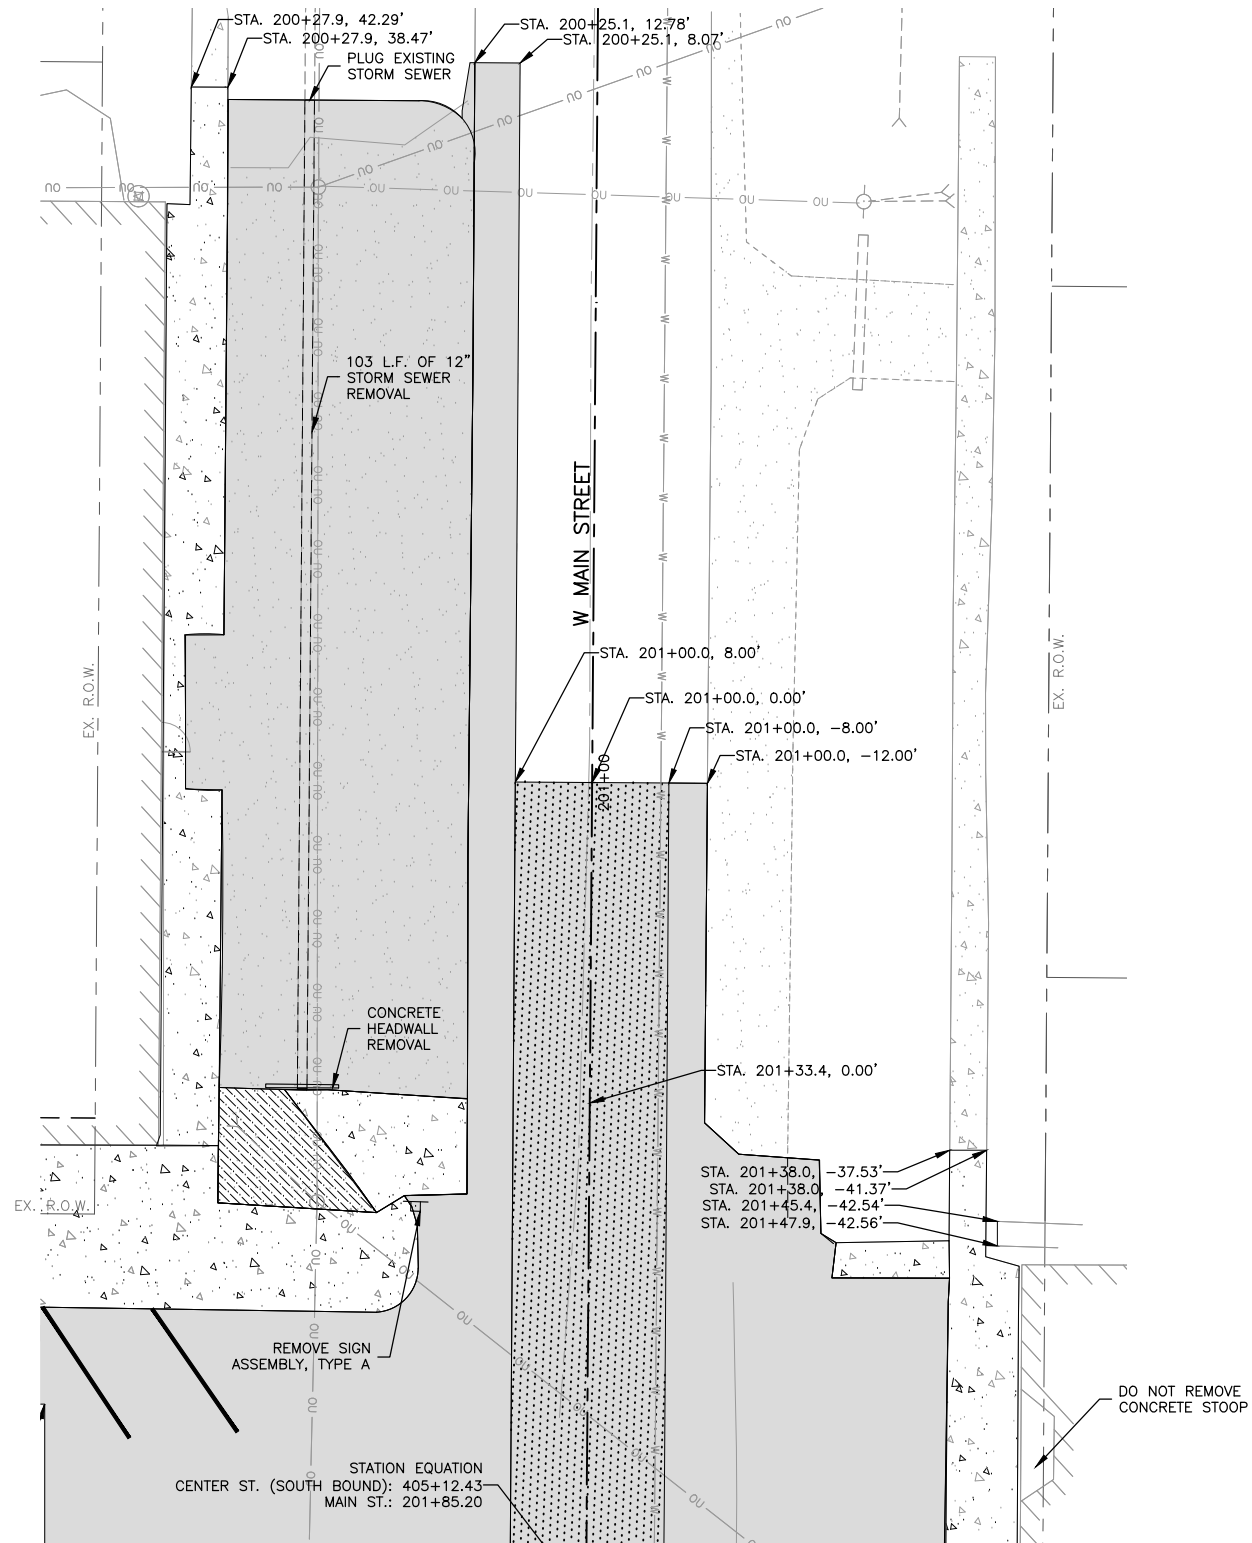 STA. 200+27.9, 42.29'
STA. 200+27.9, 38.47'
PLUG EXISTING
STORM SEWER
STA. 200+25.1, 12.78'
STA. 200+25.1, 8.07'
103 L.F. OF 12"
STORM SEWER
REMOVAL
W MAIN STREET
EX. R.O.W.
EX. R.O.W.
STA. 201+00.0, 8.00'
STA. 201+00.0, 0.00'
STA. 201+00.0, -8.00'
STA. 201+00.0, -12.00'
201+00
CONCRETE
HEADWALL
REMOVAL
STA. 201+33.4, 0.00'
STA. 201+38.0, -37.53'
STA. 201+38.0, -41.37'
STA. 201+45.4, -42.54'
STA. 201+47.9, -42.56'
EX. R.O.W.
REMOVE SIGN
ASSEMBLY, TYPE A
DO NOT REMOVE
CONCRETE STOOP
STATION EQUATION
CENTER ST. (SOUTH BOUND): 405+12.43
MAIN ST.: 201+85.20